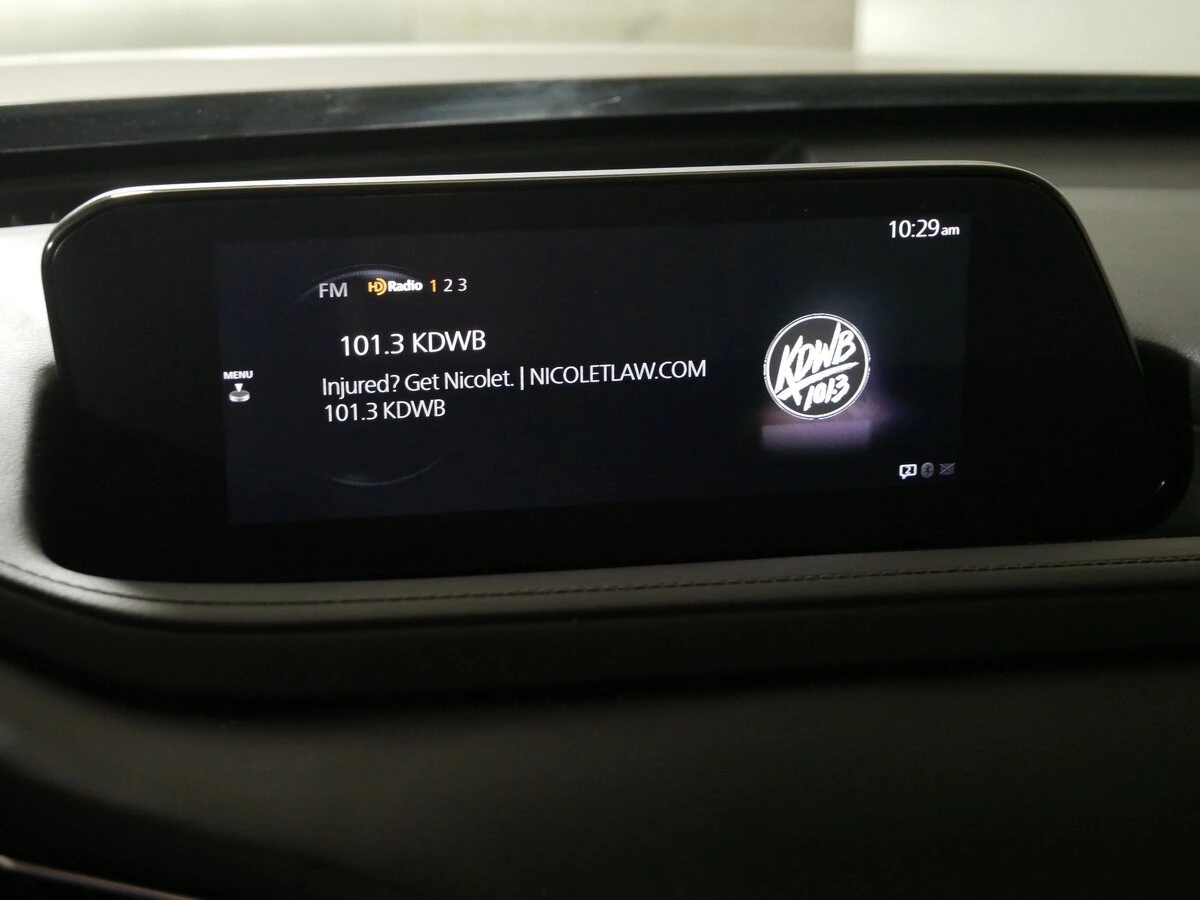 10:29am
FM HD Radio 1 2 3
101.3 KDWB
MENU
Injured? Get Nicolet. | NICOLETLAW.COM
101.3 KDWB
KDWB
101.3
2